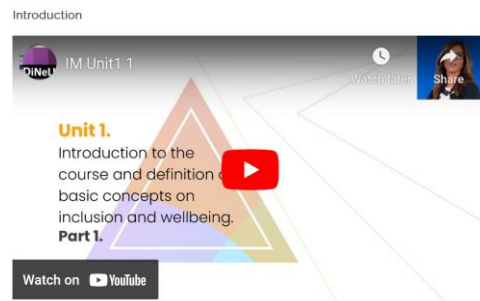 Introduction
DiNeU
IM Unit1 1
Watch later
Share
Unit 1.
Introduction to the
course and definition
basic concepts on
inclusion and wellbeing.
Part 1.
Watch on YouTube